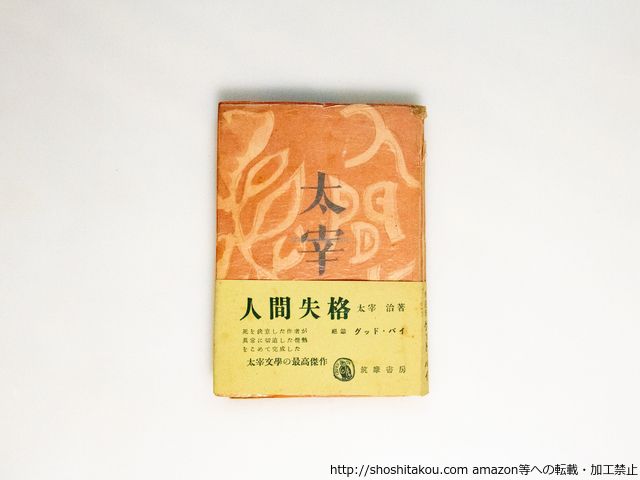 太宰
人間失格 太宰 治著
死を決意した作者が
異常に切迫した情熱
をこめて完成した
絶筆 グッド・バイ
太宰文學の最高傑作
筑摩書房
http://shoshitakou.com amazon等への転載・加工禁止